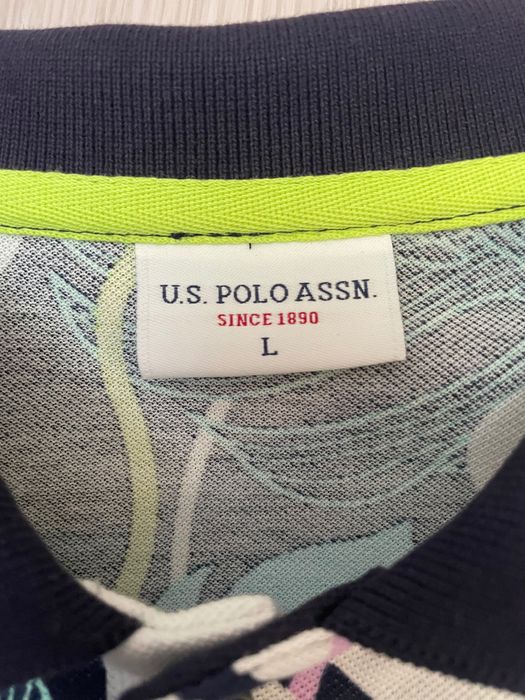 U.S. POLO ASSN.
SINCE 1890
L